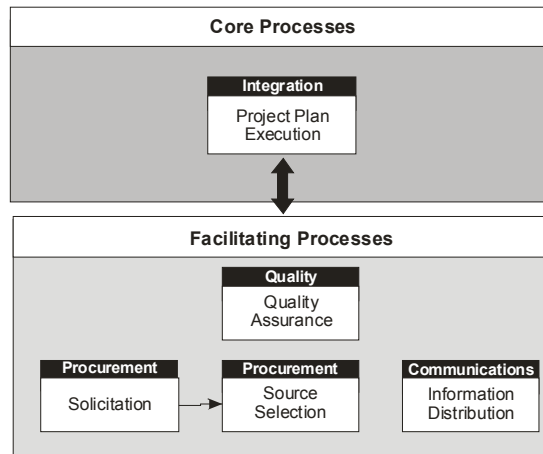 Core Processes
Integration
Project Plan
Execution
Facilitating Processes
Quality
Quality
Assurance
Procurement
Solicitation
Procurement
Source
Selection
Communications
Information
Distribution